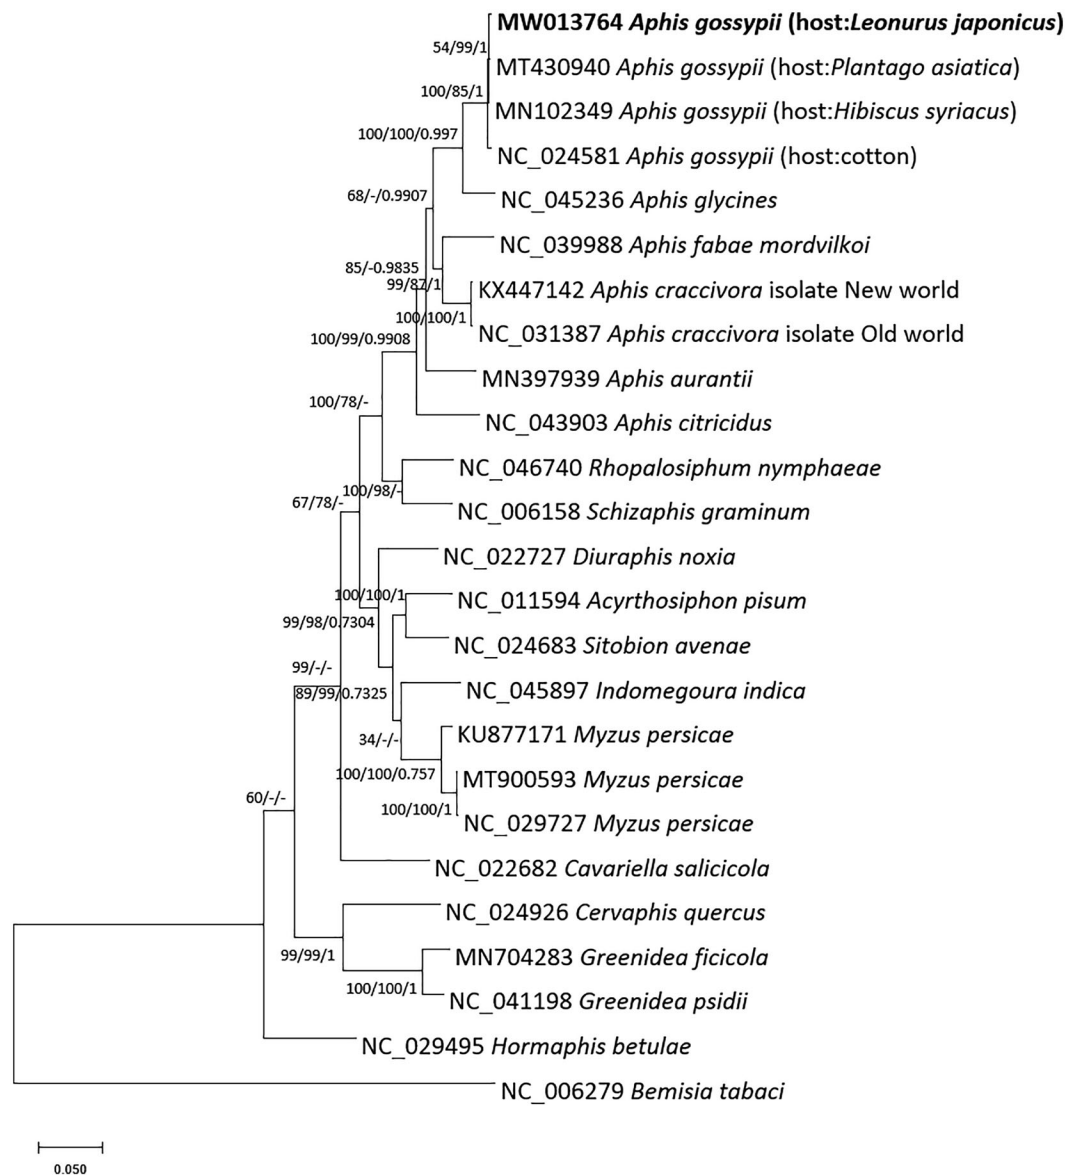 MW013764 Aphis gossypii (host:Leonurus japonicus)
54/99/1
MT430940 Aphis gossypii (host:Plantago asiatica)
100/85/1
MN102349 Aphis gossypii (host:Hibiscus syriacus)
100/100/0.997
NC_024581 Aphis gossypii (host:cotton)
68/-/0.9907
NC_045236 Aphis glycines
NC_039988 Aphis fabae mordvilkoi
85/-0.9835
99/87/1
KX447142 Aphis craccivora isolate New world
100/100/1
NC_031387 Aphis craccivora isolate Old world
100/99/0.9908
MN397939 Aphis aurantii
100/78/-
NC_043903 Aphis citricidus
NC_046740 Rhopalosiphum nymphaeae
100/98/-
67/78/-
NC_006158 Schizaphis graminum
NC_022727 Diuraphis noxia
100/100/1
NC_011594 Acyrthosiphon pisum
99/98/0.7304
NC_024683 Sitobion avenae
99/-/-
89/99/0.7325
NC_045897 Indomegoura indica
34/-/-
KU877171 Myzus persicae
100/100/0.757
MT900593 Myzus persicae
60/-/-
100/100/1
NC_029727 Myzus persicae
NC_022682 Cavariella salicicola
NC_024926 Cervaphis quercus
99/99/1
MN704283 Greenidea ficicola
100/100/1
NC_041198 Greenidea psidii
NC_029495 Hormaphis betulae
NC_006279 Bemisia tabaci
0.050